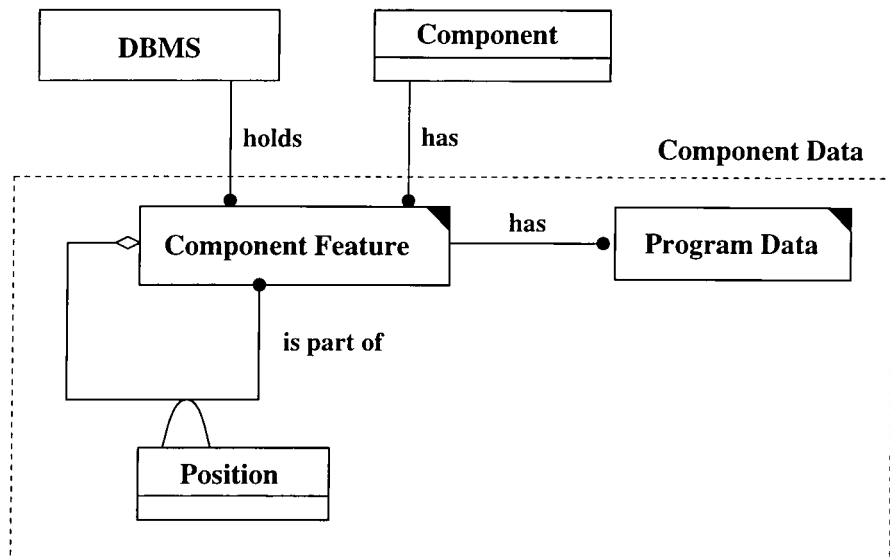 DBMS
Component
holds
has
Component Data
Component Feature
has
Program Data
is part of
Position